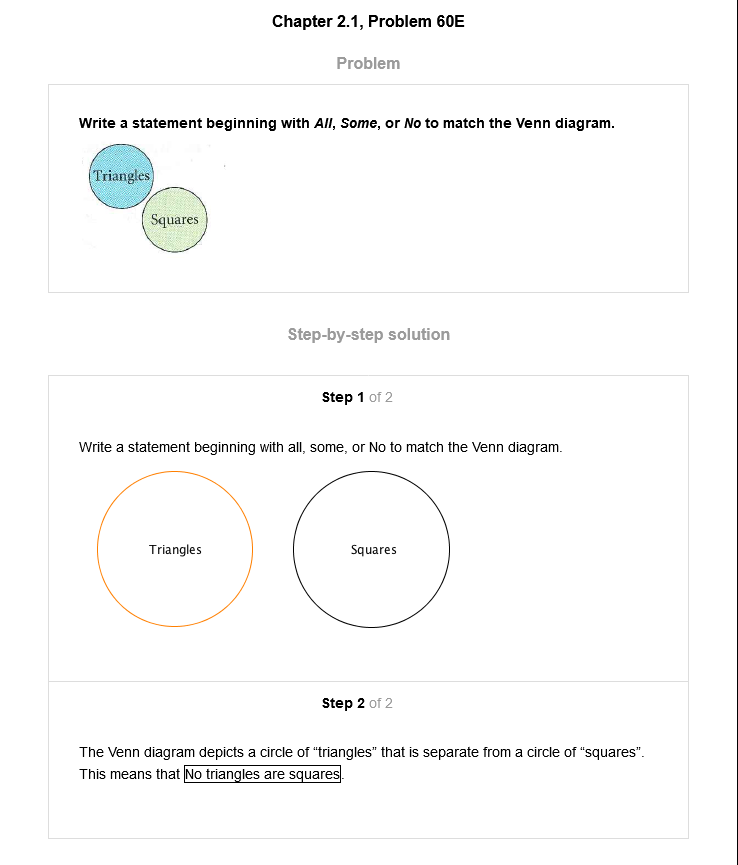 Chapter 2.1, Problem 60E
Problem
Write a statement beginning with All, Some, or No to match the Venn diagram.
Triangles
Squares
Step-by-step solution
Step 1 of 2
Write a statement beginning with all, some, or No to match the Venn diagram.
Triangles
Squares
Step 2 of 2
The Venn diagram depicts a circle of “triangles” that is separate from a circle of “squares”.
This means that No triangles are squares.